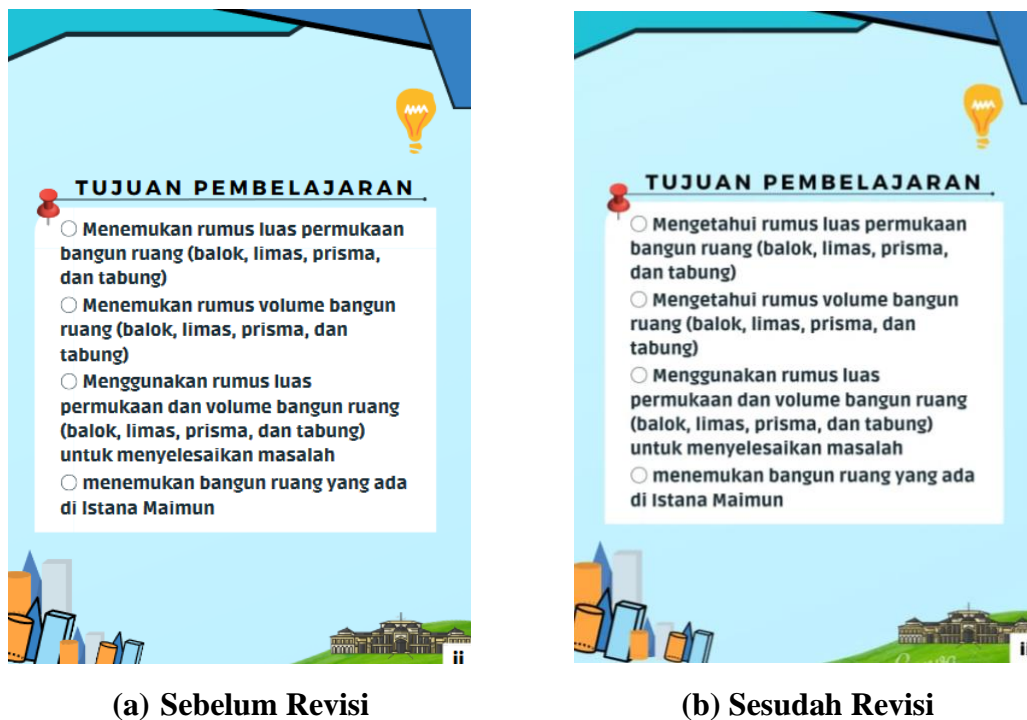 TUJUAN PEMBELAJARAN
○ Menemukan rumus luas permukaan
bangun ruang (balok, limas, prisma,
dan tabung)
○ Menemukan rumus volume bangun
ruang (balok, limas, prisma, dan
tabung)
○ Menggunakan rumus luas
permukaan dan volume bangun ruang
(balok, limas, prisma, dan tabung)
untuk menyelesaikan masalah
○ menemukan bangun ruang yang ada
di Istana Maimun
ii
(a) Sebelum Revisi
TUJUAN PEMBELAJARAN
○ Mengetahui rumus luas permukaan
bangun ruang (balok, limas, prisma,
dan tabung)
○ Mengetahui rumus volume bangun
ruang (balok, limas, prisma, dan
tabung)
○ Menggunakan rumus luas
permukaan dan volume bangun ruang
(balok, limas, prisma, dan tabung)
untuk menyelesaikan masalah
○ menemukan bangun ruang yang ada
di Istana Maimun
(b) Sesudah Revisi